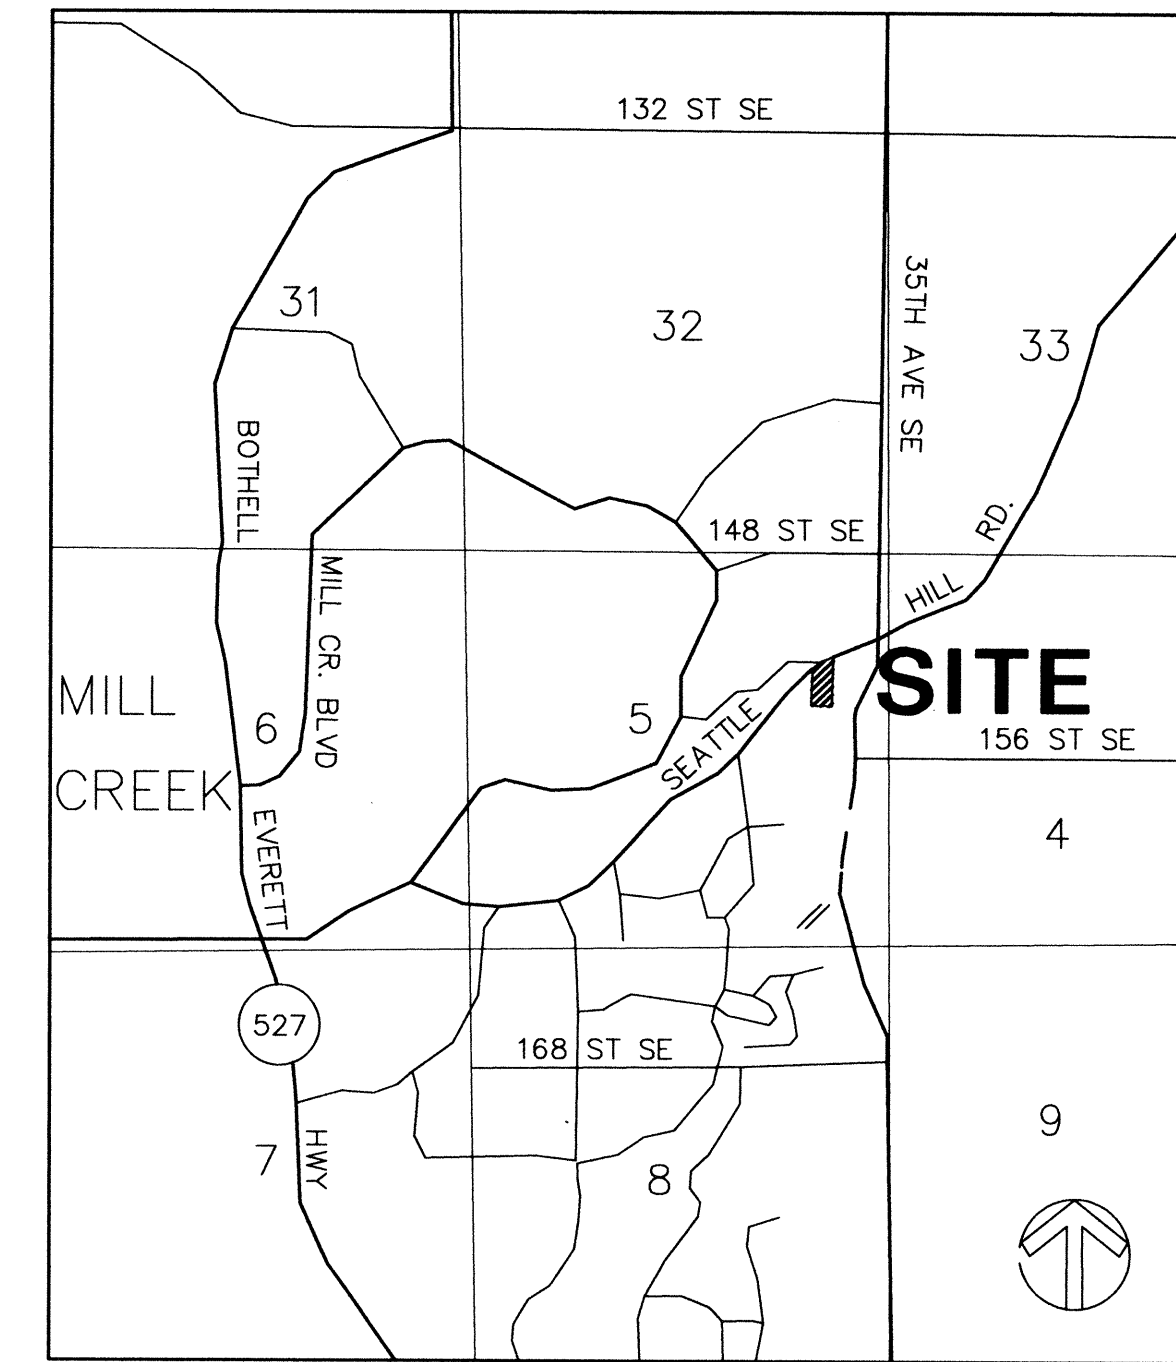 132 ST SE
31
32
35TH AVE SE
33
BOTHELL
148 ST SE
RD.
MILL CR. BLVD
HILL
SITE
MILL
CREEK
6
5
SEATTLE
156 ST SE
EVERETT
4
527
168 ST SE
HWY
7
8
9